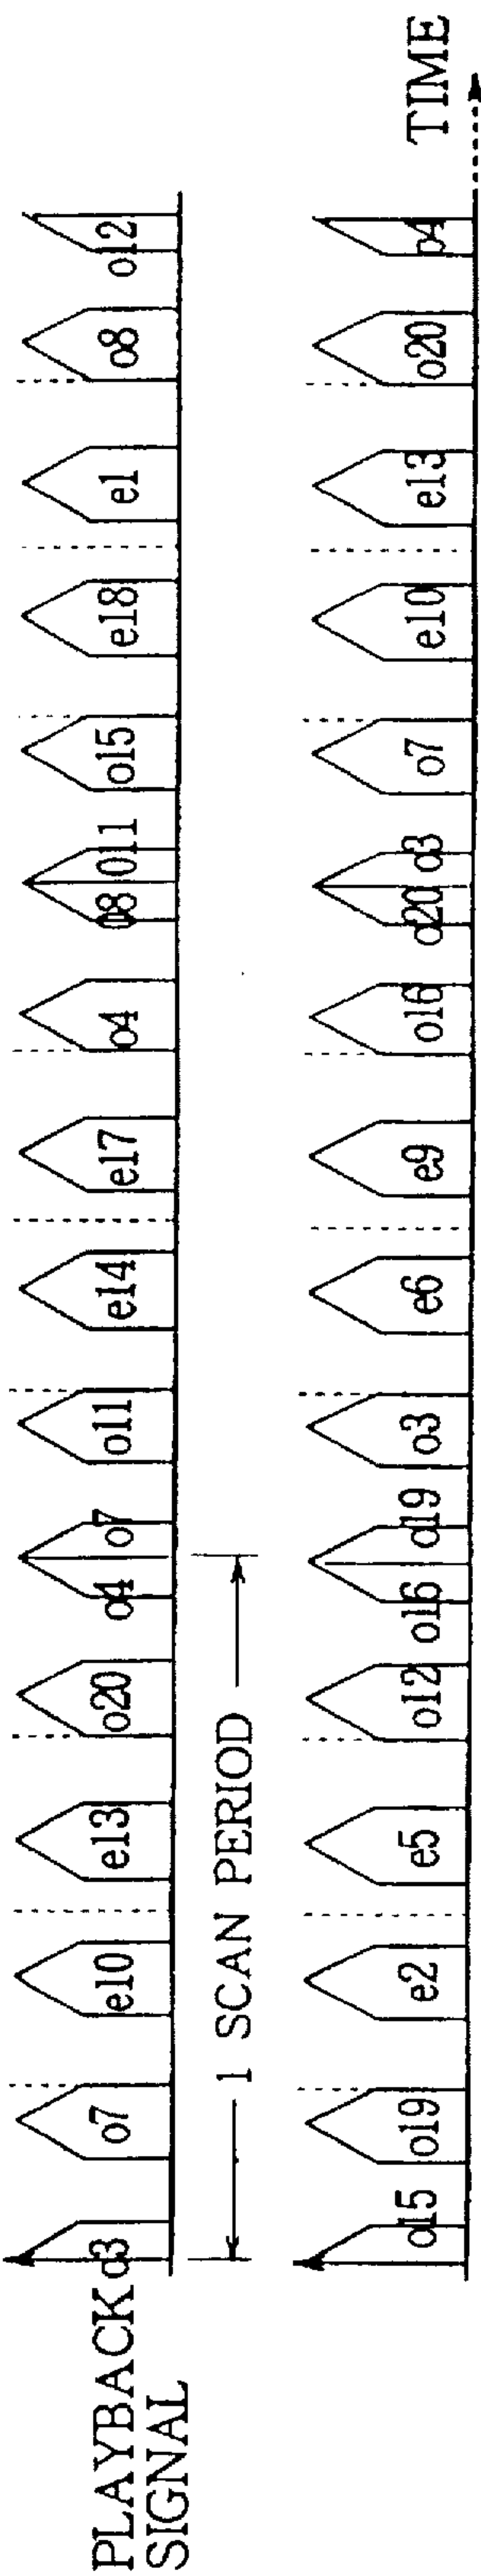 PLAYBACK
SIGNAL
o3 o7 e10 e13 o20 o4 o7 o11 e14 e17 o4 o8 o11 o15 e18 e1 o8 o12
1 SCAN PERIOD
o15 o19 e2 e5 o12 o16 o19 o3 e6 e9 o16 o20 o3 o7 e10 e13 o20 o4
TIME